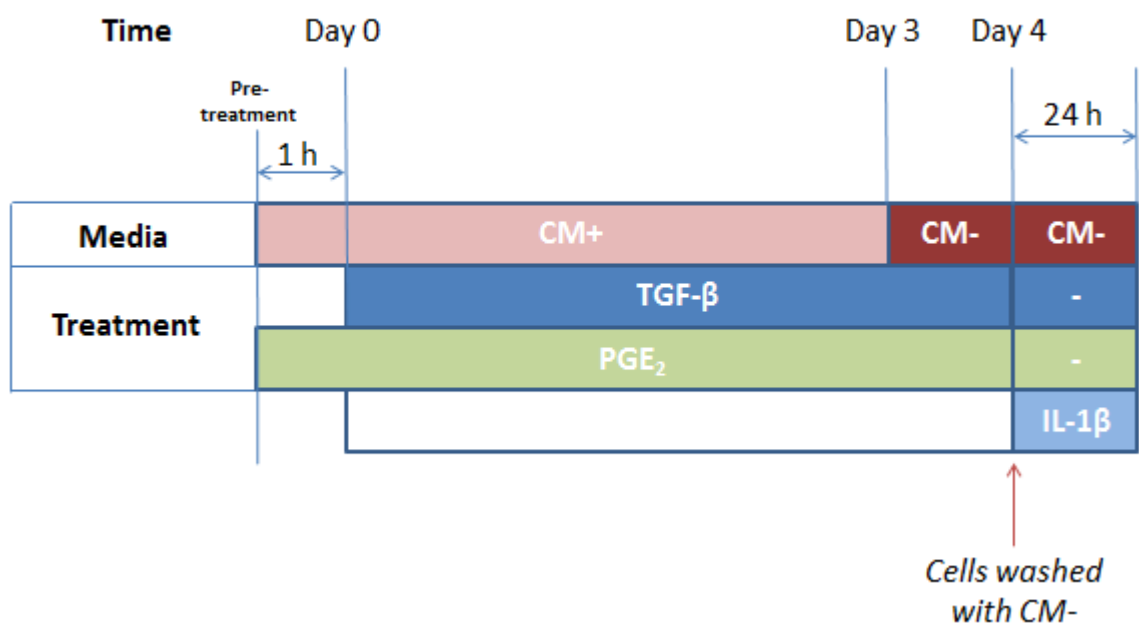 Time
Day 0
Day 3
Day 4
Pre-
treatment
1 h
24 h
Media
CM+
CM-
CM-
Treatment
TGF-β
-
PGE₂
-
IL-1β
Cells washed
with CM-